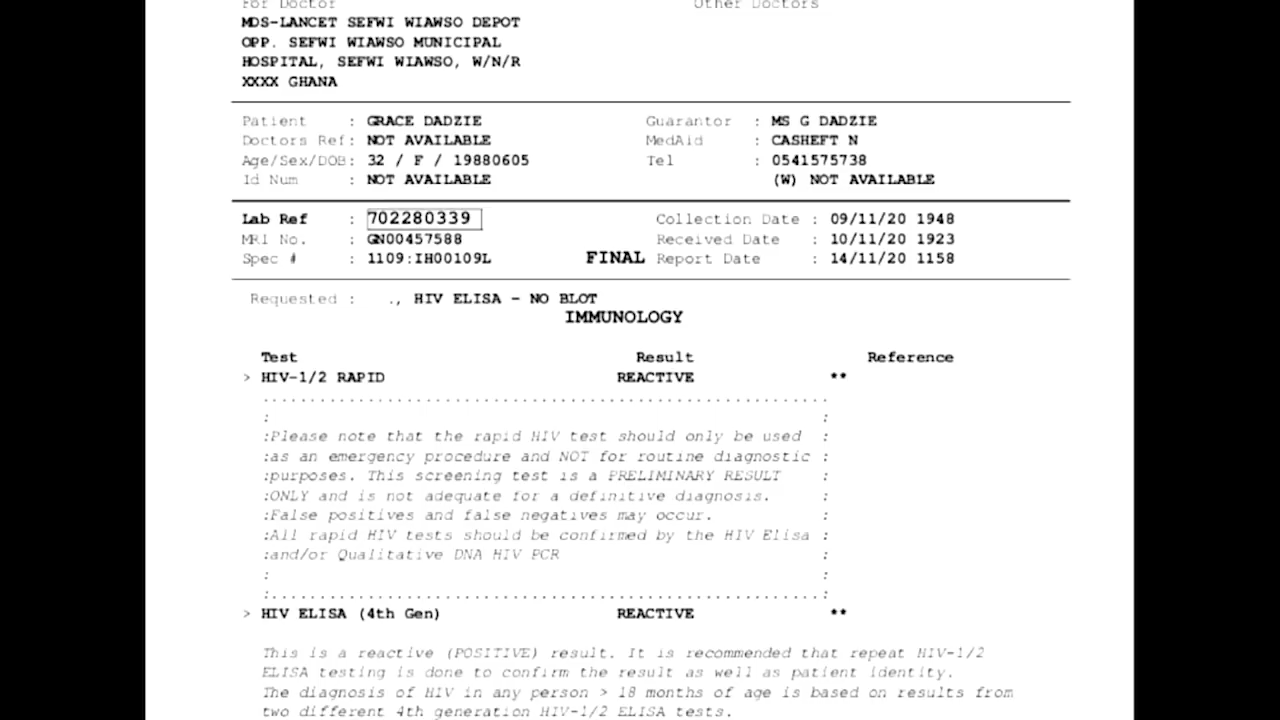 For Doctor Other Doctors
MDS-LANCET SEFWI WIAWSO DEPOT
OPP. SEFWI WIAWSO MUNICIPAL
HOSPITAL, SEFWI WIAWSO, W/N/R
XXXX GHANA
Patient : GRACE DADZIE Guarantor : MS G DADZIE
Doctors Ref: NOT AVAILABLE MedAid : CASHEFT N
Age/Sex/DOB: 32 / F / 19880605 Tel : 0541575738
Id Num : NOT AVAILABLE (W) NOT AVAILABLE
Lab Ref : 702280339 Collection Date : 09/11/20 1948
MRI No. : GN00457588 Received Date : 10/11/20 1923
Spec # : 1109:IH00109L FINAL Report Date : 14/11/20 1158
Requested : ., HIV ELISA - NO BLOT
IMMUNOLOGY
Test Result Reference
> HIV-1/2 RAPID REACTIVE **
:Please note that the rapid HIV test should only be used :
:as an emergency procedure and NOT for routine diagnostic :
:purposes. This screening test is a PRELIMINARY RESULT :
:ONLY and is not adequate for a definitive diagnosis. :
:False positives and false negatives may occur. :
:All rapid HIV tests should be confirmed by the HIV Elisa :
:and/or Qualitative DNA HIV PCR :
> HIV ELISA (4th Gen) REACTIVE **
This is a reactive (POSITIVE) result. It is recommended that repeat HIV-1/2
ELISA testing is done to confirm the result as well as patient identity.
The diagnosis of HIV in any person > 18 months of age is based on results from
two different 4th generation HIV-1/2 ELISA tests.